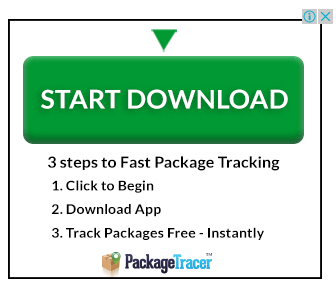 START DOWNLOAD
3 steps to Fast Package Tracking
1. Click to Begin
2. Download App
3. Track Packages Free - Instantly
PackageTracer™